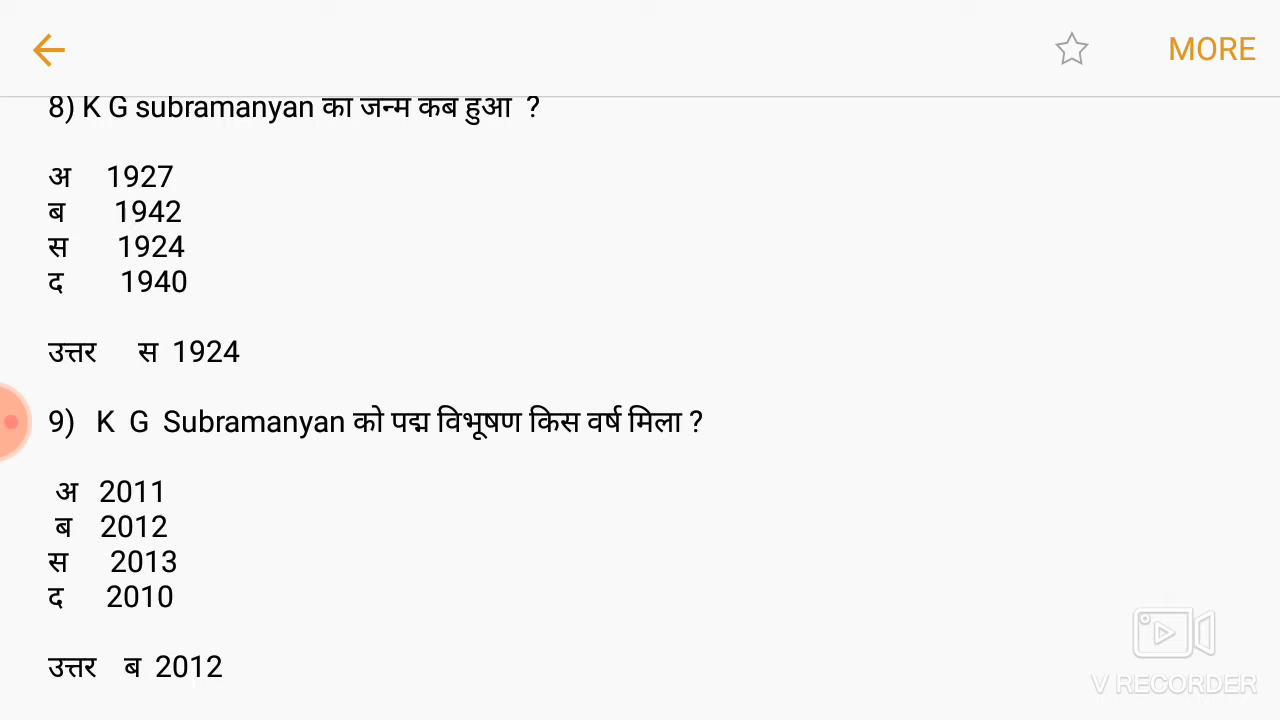 MORE
8) K G subramanyan का जन्म कब हुआ ?
अ 1927
ब 1942
स 1924
द 1940
उत्तर स 1924
9) K G Subramanyan को पद्म विभूषण किस वर्ष मिला ?
अ 2011
ब 2012
स 2013
द 2010
उत्तर ब 2012
V RECORDER